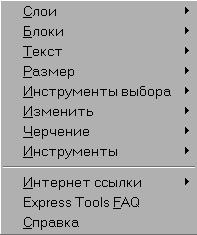 Слои
Блоки
Текст
Размер
Инструменты выбора
Изменить
Черчение
Инструменты
Интернет ссылки
Express Tools FAQ
Справка